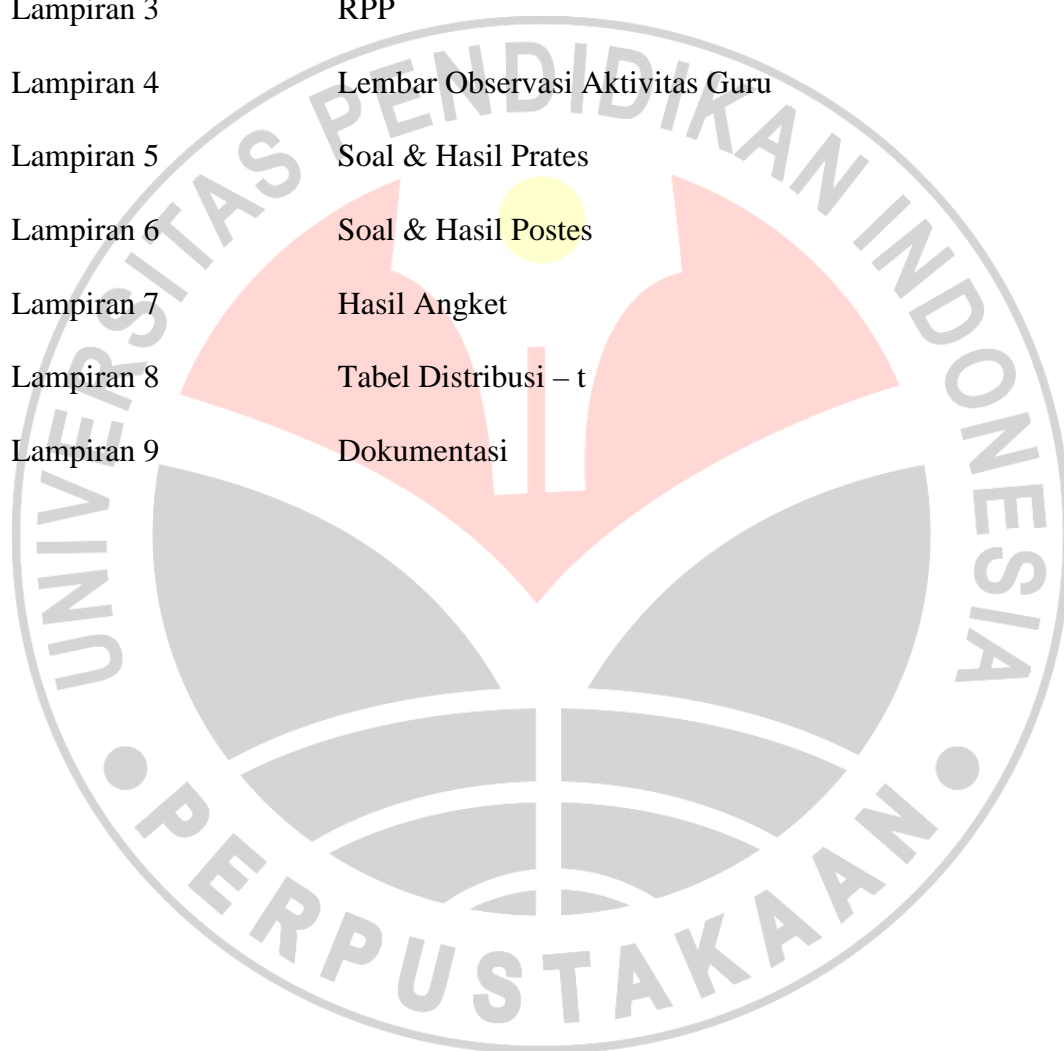 Lampiran 3 RPP
Lampiran 4 Lembar Observasi Aktivitas Guru
Lampiran 5 Soal & Hasil Prates
Lampiran 6 Soal & Hasil Postes
Lampiran 7 Hasil Angket
Lampiran 8 Tabel Distribusi – t
Lampiran 9 Dokumentasi
UNIVERSITAS PENDIDIKAN INDONESIA
PERPUSTAKAAN